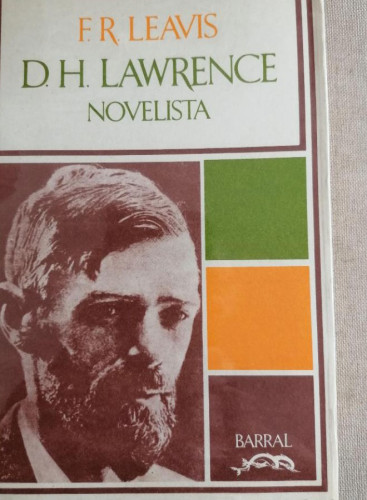 F. R. LEAVIS
D. H. LAWRENCE
NOVELISTA
BARRAL